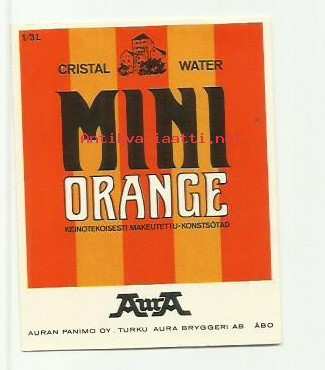 1/3 L
CRISTAL WATER
MINI
Antikvariaatti.net
ORANGE
KEINOTEKOISESTI MAKEUTETTU-KONSTSÖTAD
AurA
AURAN PANIMO OY . TURKU AURA BRYGGERI AB ÅBO